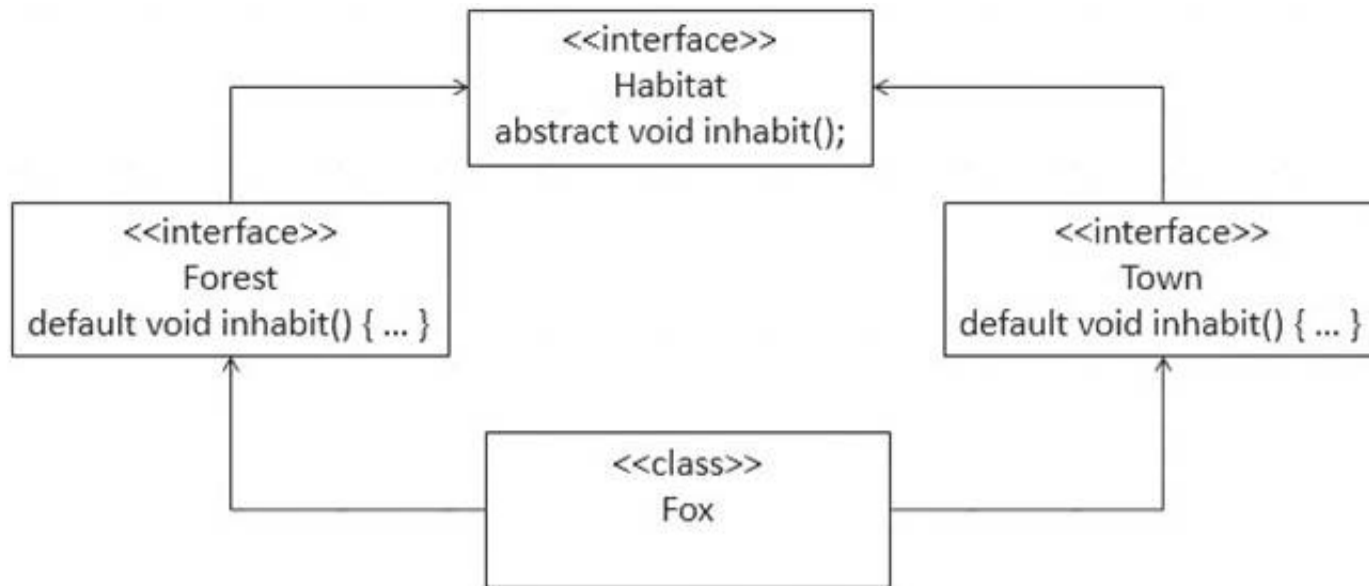 <<interface>>
Habitat
abstract void inhabit();
<<interface>>
Forest
default void inhabit() { ... }
<<interface>>
Town
default void inhabit() { ... }
<<class>>
Fox